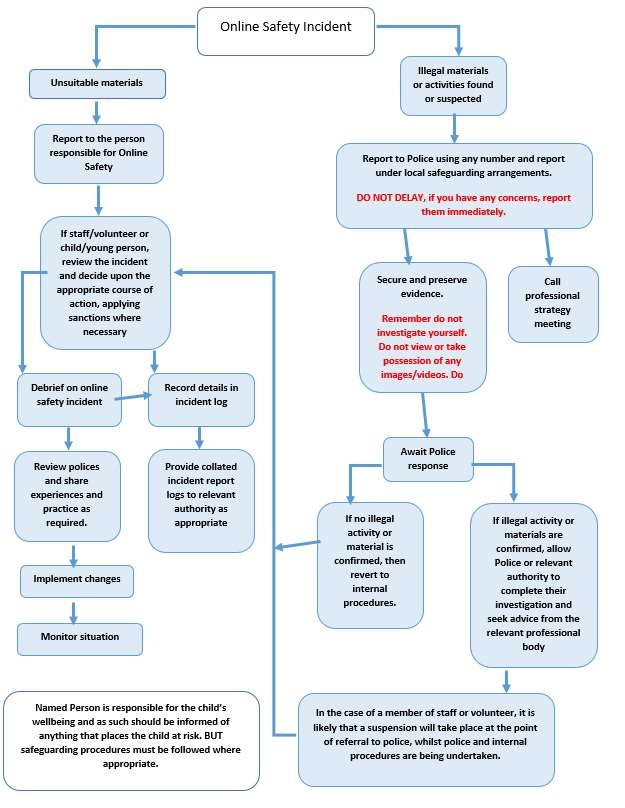 Online Safety Incident
Unsuitable materials
Illegal materials
or activities found
or suspected
Report to the person
responsible for Online
Safety
Report to Police using any number and report
under local safeguarding arrangements.
DO NOT DELAY, if you have any concerns, report
them immediately.
If staff/volunteer or
child/young person,
review the incident
and decide upon the
appropriate course of
action, applying
sanctions where
necessary
Secure and preserve
evidence.
Remember do not
investigate yourself.
Do not view or take
possession of any
images/videos. Do
Call
professional
strategy
meeting
Debrief on online
safety incident
Record details in
incident log
Review polices
and share
experiences and
practice as
required.
Provide collated
incident report
logs to relevant
authority as
appropriate
Await Police
response
If no illegal
activity or
material is
confirmed, then
revert to
internal
procedures.
If illegal activity or
materials are
confirmed, allow
Police or relevant
authority to
complete their
investigation and
seek advice from the
relevant professional
body
Implement changes
Monitor situation
Named Person is responsible for the child's
wellbeing and as such should be informed of
anything that places the child at risk. BUT
safeguarding procedures must be followed where
appropriate.
In the case of a member of staff or volunteer, it is
likely that a suspension will take place at the point
of referral to police, whilst police and internal
procedures are being undertaken.